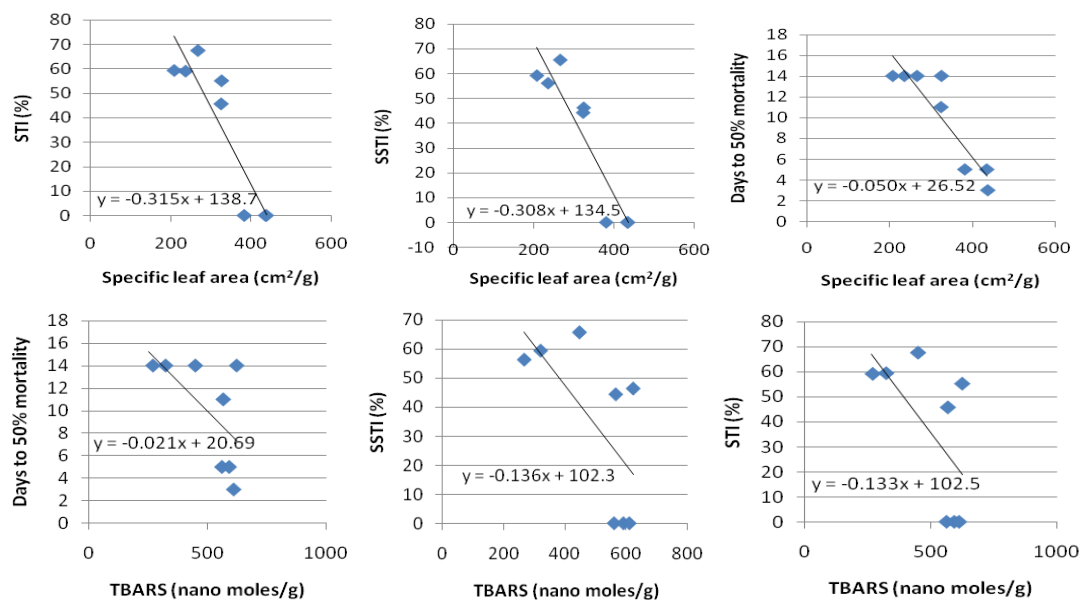 80
70
60
50
40
30
20
10
0
STI (%)
y = -0.315x + 138.7
0 200 400 600
Specific leaf area (cm²/g)
80
70
60
50
40
30
20
10
0
-10
SSTI (%)
y = -0.308x + 134.5
0 200 400 600
Specific leaf area (cm²/g)
18
16
14
12
10
8
6
4
2
0
Days to 50% mortality
y = -0.050x + 26.52
0 200 400 600
Specific leaf area (cm²/g)
18
16
14
12
10
8
6
4
2
0
Days to 50% mortality
y = -0.021x + 20.69
0 500 1000
TBARS (nano moles/g)
70
60
50
40
30
20
10
0
SSTI (%)
y = -0.136x + 102.3
0 200 400 600 800
TBARS (nano moles/g)
80
70
60
50
40
30
20
10
0
STI (%)
y = -0.133x + 102.5
0 500 1000
TBARS (nano moles/g)